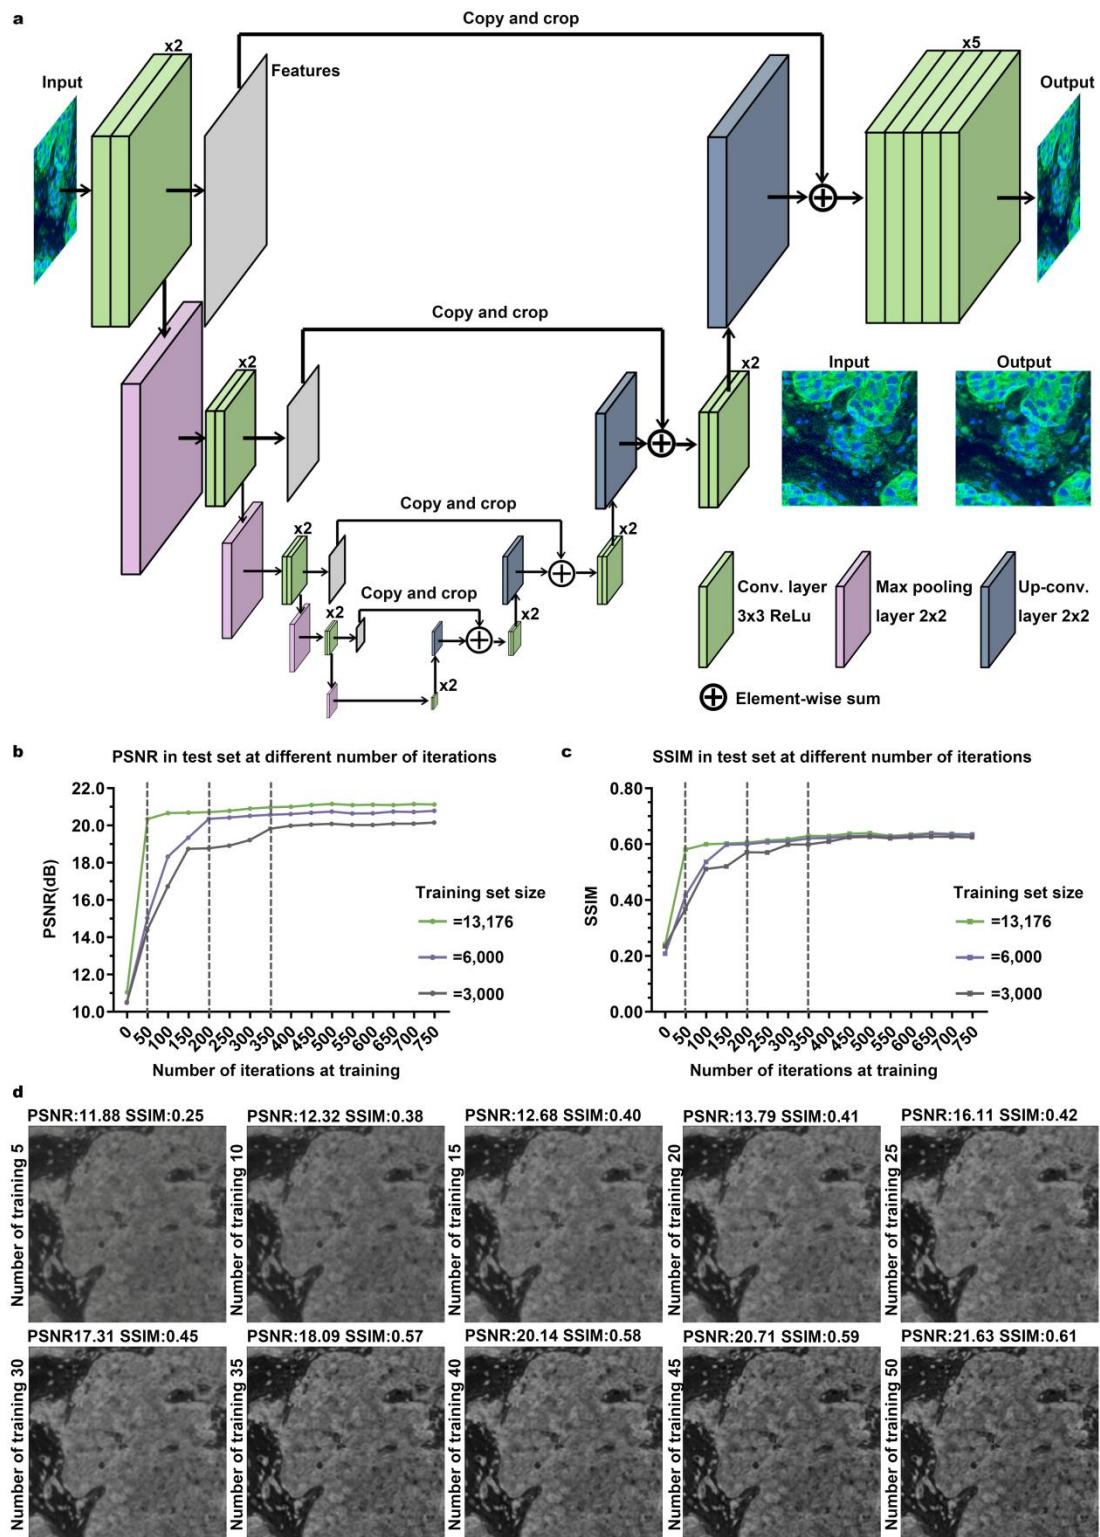 a
Copy and crop
x2
x5
Input
Features
Output
Copy and crop
x2
x2
Input
Output
Copy and crop
x2
x2
Copy and crop
x2
x2
x2
Conv. layer
3x3 ReLu
Max pooling
layer 2x2
Up-conv.
layer 2x2
Element-wise sum
b
PSNR in test set at different number of iterations
PSNR(dB)
22.0
20.0
18.0
16.0
14.0
12.0
10.0
Training set size
=13,176
=6,000
=3,000
0 50 100 150 200 250 300 350 400 450 500 550 600 650 700 750
Number of iterations at training
c
SSIM in test set at different number of iterations
SSIM
0.80
0.60
0.40
0.20
0.00
Training set size
=13,176
=6,000
=3,000
0 50 100 150 200 250 300 350 400 450 500 550 600 650 700 750
Number of iterations at training
d
PSNR:11.88 SSIM:0.25
Number of training 5
PSNR:12.32 SSIM:0.38
Number of training 10
PSNR:12.68 SSIM:0.40
Number of training 15
PSNR:13.79 SSIM:0.41
Number of training 20
PSNR:16.11 SSIM:0.42
Number of training 25
PSNR17.31 SSIM:0.45
Number of training 30
PSNR:18.09 SSIM:0.57
Number of training 35
PSNR:20.14 SSIM:0.58
Number of training 40
PSNR:20.71 SSIM:0.59
Number of training 45
PSNR:21.63 SSIM:0.61
Number of training 50